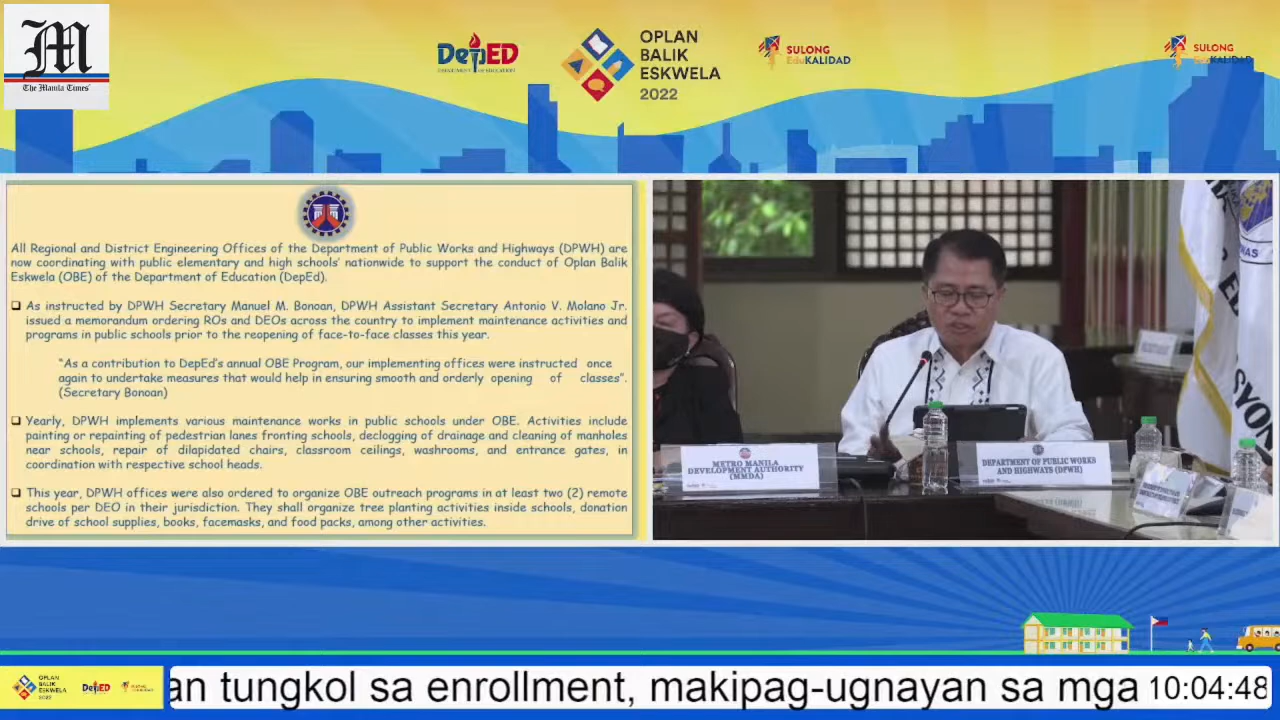 The Manila Times
DepED
DEPARTMENT OF EDUCATION
OPLAN
BALIK
ESKWELA
2022
SULONG
EduKALIDAD
SULONG
EduKALIDAD
All Regional and District Engineering Offices of the Department of Public Works and Highways (DPWH) are
now coordinating with public elementary and high schools' nationwide to support the conduct of Oplan Balik
Eskwela (OBE) of the Department of Education (DepEd).
As instructed by DPWH Secretary Manuel M. Bonoan, DPWH Assistant Secretary Antonio V. Molano Jr.
issued a memorandum ordering ROs and DEOs across the country to implement maintenance activities and
programs in public schools prior to the reopening of face-to-face classes this year.
"As a contribution to DepEd's annual OBE Program, our implementing offices were instructed once
again to undertake measures that would help in ensuring smooth and orderly opening of classes".
(Secretary Bonoan)
Yearly, DPWH implements various maintenance works in public schools under OBE. Activities include
painting or repainting of pedestrian lanes fronting schools, declogging of drainage and cleaning of manholes
near schools, repair of dilapidated chairs, classroom ceilings, washrooms, and entrance gates, in
coordination with respective school heads.
This year, DPWH offices were also ordered to organize OBE outreach programs in at least two (2) remote
schools per DEO in their jurisdiction. They shall organize tree planting activities inside schools, donation
drive of school supplies, books, facemasks, and food packs, among other activities.
METRO MANILA
DEVELOPMENT AUTHORITY
(MMDA)
DEPARTMENT OF PUBLIC WORKS
AND HIGHWAYS (DPWH)
OPLAN
BALIK
ESKWELA
2022
DepED
an tungkol sa enrollment, makipag-ugnayan sa mga
10:04:48